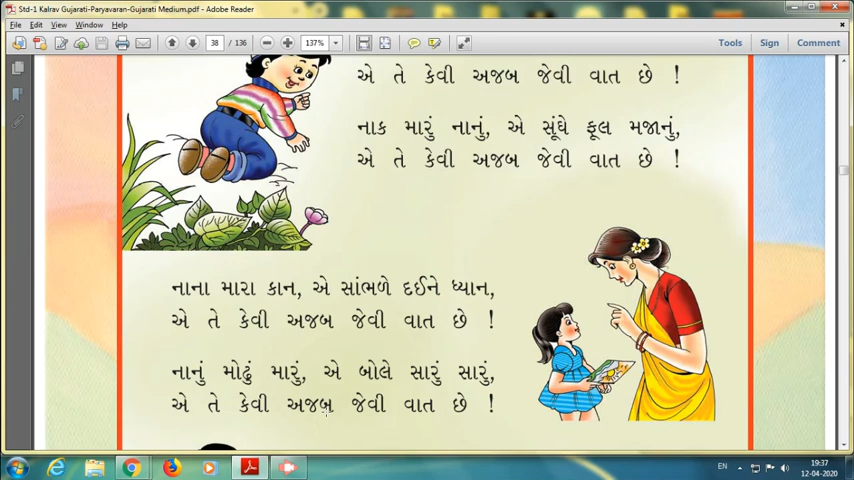 Std-1 Kalrav Gujarati-Paryavaran-Gujarati Medium.pdf - Adobe Reader
File Edit View Window Help
38 / 136 137% Tools Sign Comment
એ તે કેવી અજબ જેવી વાત છે !
નાક મારું નાનું, એ સૂંઘે ફૂલ મજાનું,
એ તે કેવી અજબ જેવી વાત છે !
નાના મારા કાન, એ સાંભળે દઈને ધ્યાન,
એ તે કેવી અજબ જેવી વાત છે !
નાનું મોઢું મારું, એ બોલે સારું સારું,
એ તે કેવી અજબ જેવી વાત છે !
EN
19:37
12-04-2020